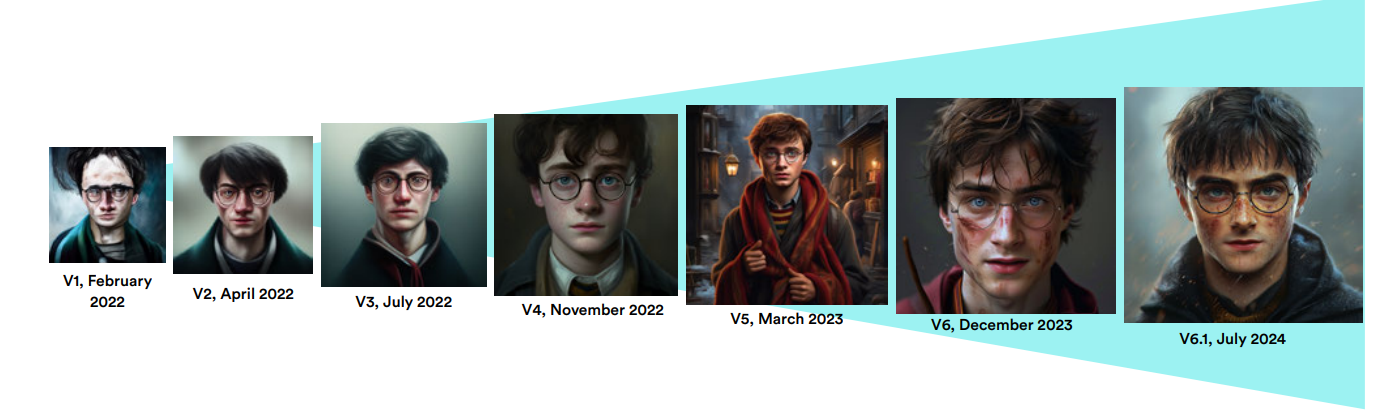 V1, February
2022
V2, April 2022
V3, July 2022
V4, November 2022
V5, March 2023
V6, December 2023
V6.1, July 2024